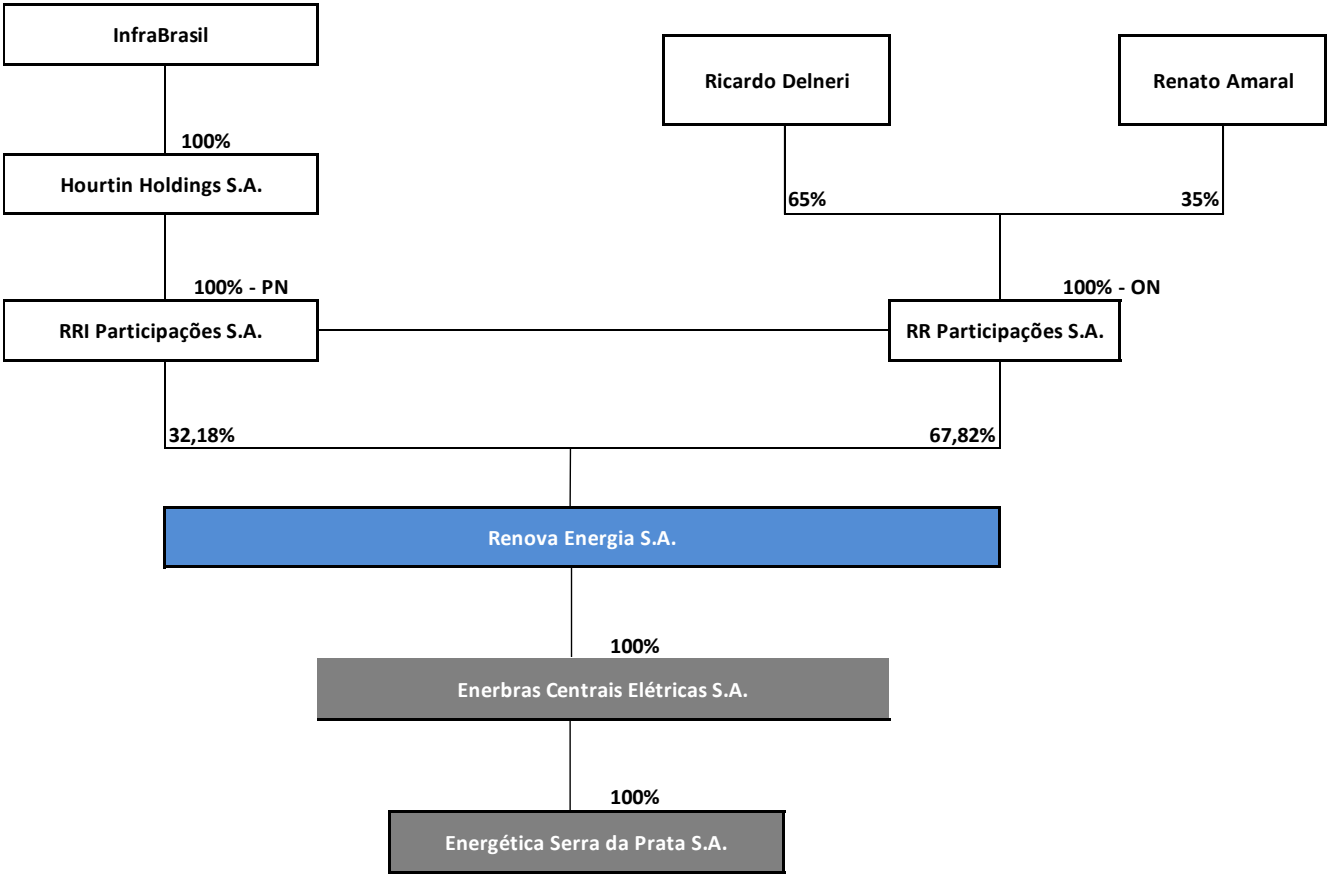 InfraBrasil
Ricardo Delneri
Renato Amaral
100%
Hourtin Holdings S.A.
65%
35%
100% - PN
100% - ON
RRI Participações S.A.
RR Participações S.A.
32,18%
67,82%
Renova Energia S.A.
100%
Enerbras Centrais Elétricas S.A.
100%
Energética Serra da Prata S.A.